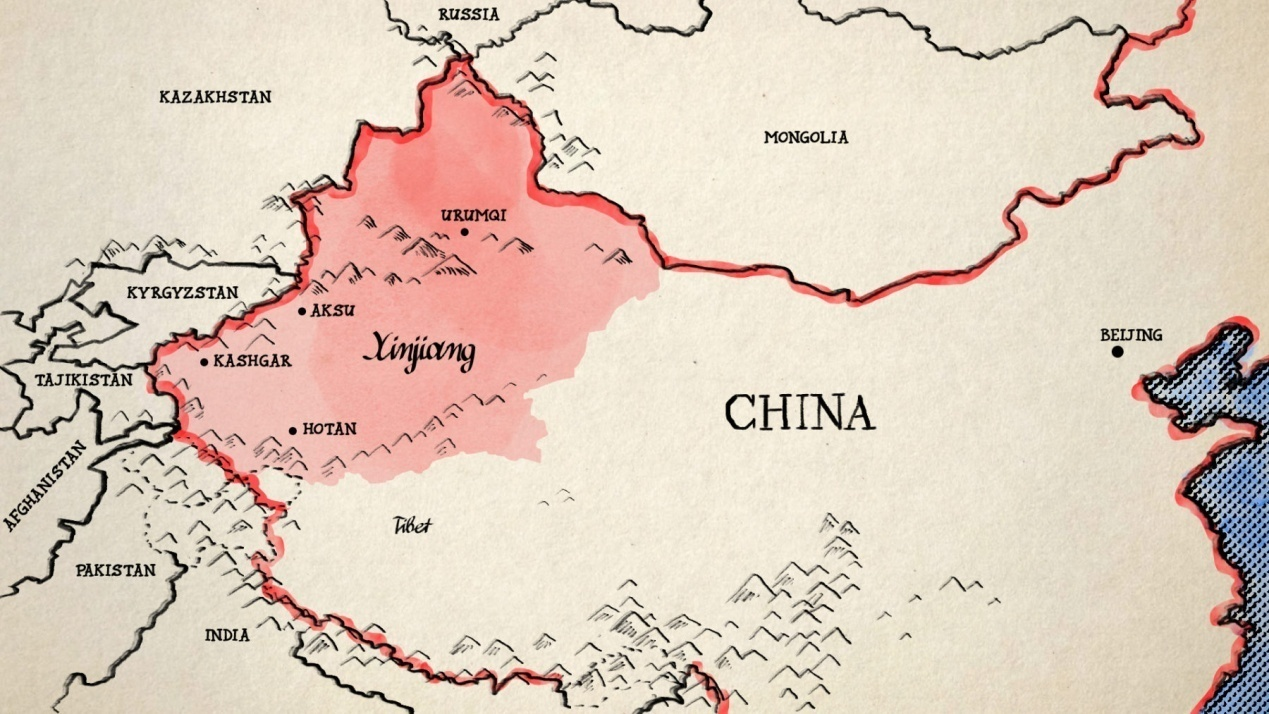 RUSSIA
KAZAKHSTAN
MONGOLIA
URUMQI
KYRGYZSTAN
AKSU
BEIJING
Xinjiang
KASHGAR
TAJIKISTAN
CHINA
HOTAN
AFGHANISTAN
Tibet
PAKISTAN
INDIA